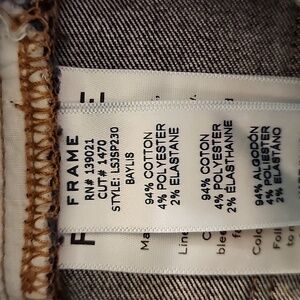 FRAME
RN# 139021
CUT# 1470
STYLE: LSJSP230
BAYLIS
94% COTTON
4% POLYESTER
2% ELASTANE
94% COTON
4% POLYESTER
2% ÉLASTHANNE
94% ALGODÓN
4% POLIÉSTER
2% ELASTANO